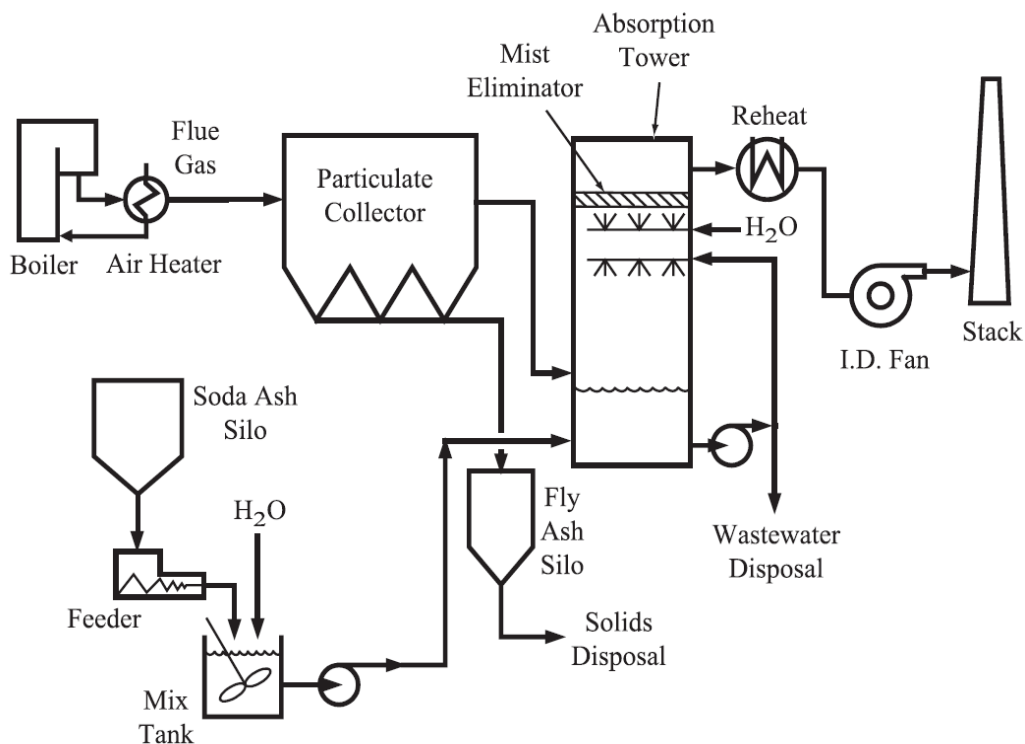 Absorption
Tower
Mist
Eliminator
Reheat
Flue
Gas
Particulate
Collector
H₂O
Boiler
Air Heater
Stack
I.D. Fan
Soda Ash
Silo
H₂O
Fly
Ash
Silo
Wastewater
Disposal
Feeder
Solids
Disposal
Mix
Tank